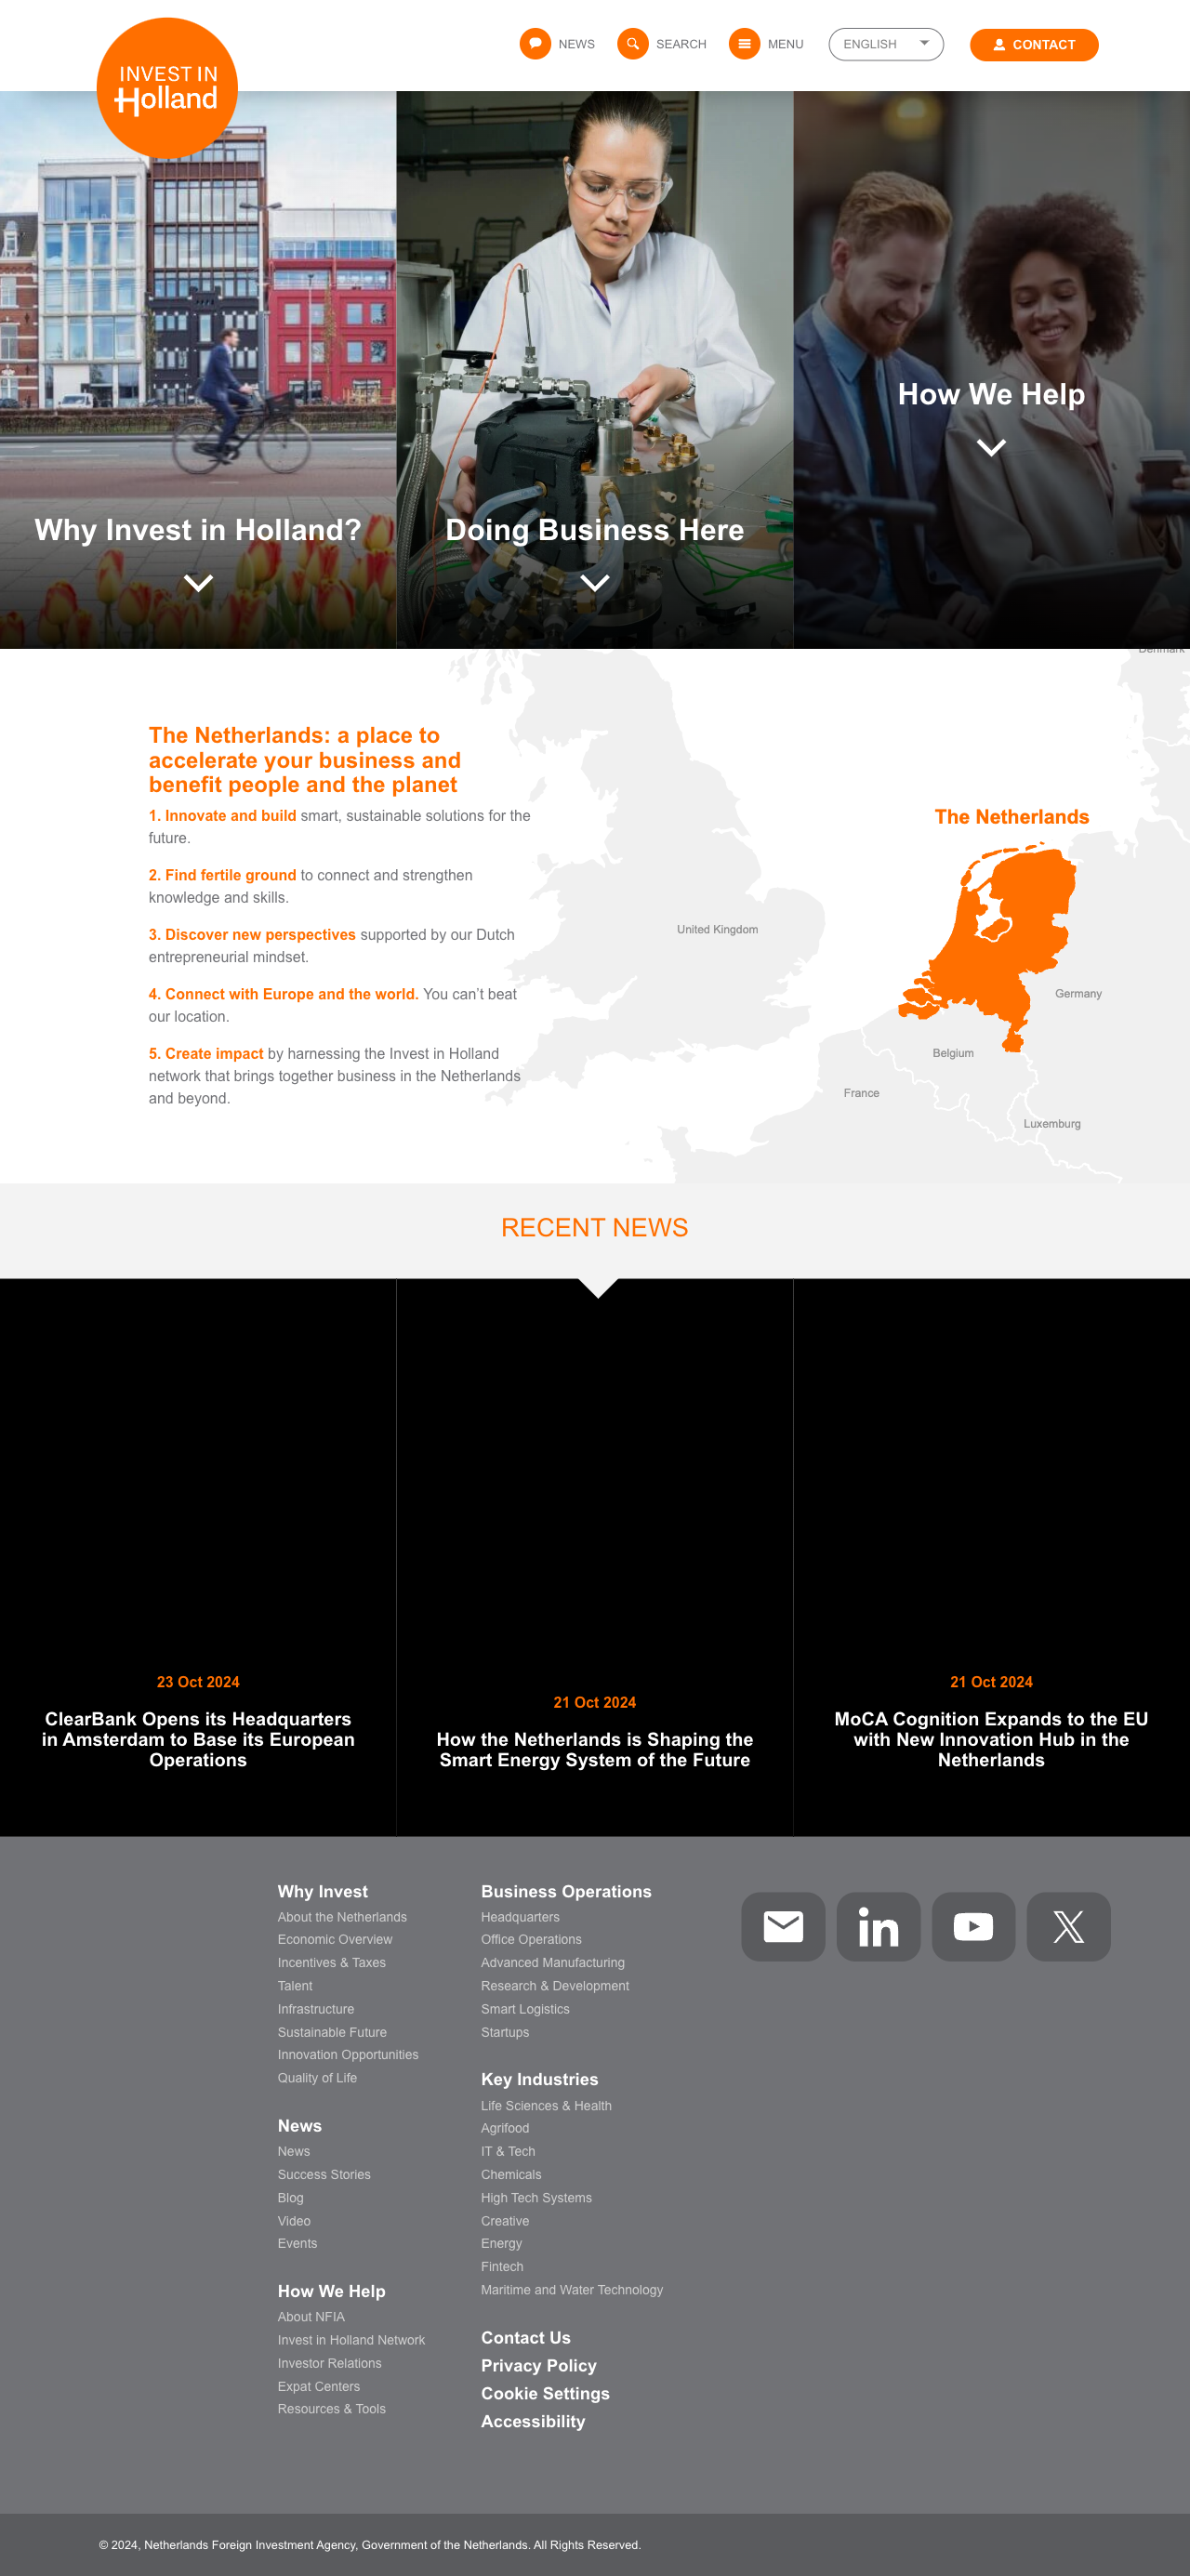 INVEST IN
Holland
NEWS
SEARCH
MENU
ENGLISH
CONTACT
Why Invest in Holland?
Doing Business Here
How We Help
Denmark
The Netherlands: a place to
accelerate your business and
benefit people and the planet
1. Innovate and build smart, sustainable solutions for the
future.
2. Find fertile ground to connect and strengthen
knowledge and skills.
3. Discover new perspectives supported by our Dutch
entrepreneurial mindset.
4. Connect with Europe and the world. You can’t beat
our location.
5. Create impact by harnessing the Invest in Holland
network that brings together business in the Netherlands
and beyond.
The Netherlands
United Kingdom
Germany
Belgium
France
Luxemburg
RECENT NEWS
23 Oct 2024
ClearBank Opens its Headquarters
in Amsterdam to Base its European
Operations
21 Oct 2024
How the Netherlands is Shaping the
Smart Energy System of the Future
21 Oct 2024
MoCA Cognition Expands to the EU
with New Innovation Hub in the
Netherlands
Why Invest
About the Netherlands
Economic Overview
Incentives & Taxes
Talent
Infrastructure
Sustainable Future
Innovation Opportunities
Quality of Life
News
News
Success Stories
Blog
Video
Events
How We Help
About NFIA
Invest in Holland Network
Investor Relations
Expat Centers
Resources & Tools
Business Operations
Headquarters
Office Operations
Advanced Manufacturing
Research & Development
Smart Logistics
Startups
Key Industries
Life Sciences & Health
Agrifood
IT & Tech
Chemicals
High Tech Systems
Creative
Energy
Fintech
Maritime and Water Technology
Contact Us
Privacy Policy
Cookie Settings
Accessibility
in
© 2024, Netherlands Foreign Investment Agency, Government of the Netherlands. All Rights Reserved.